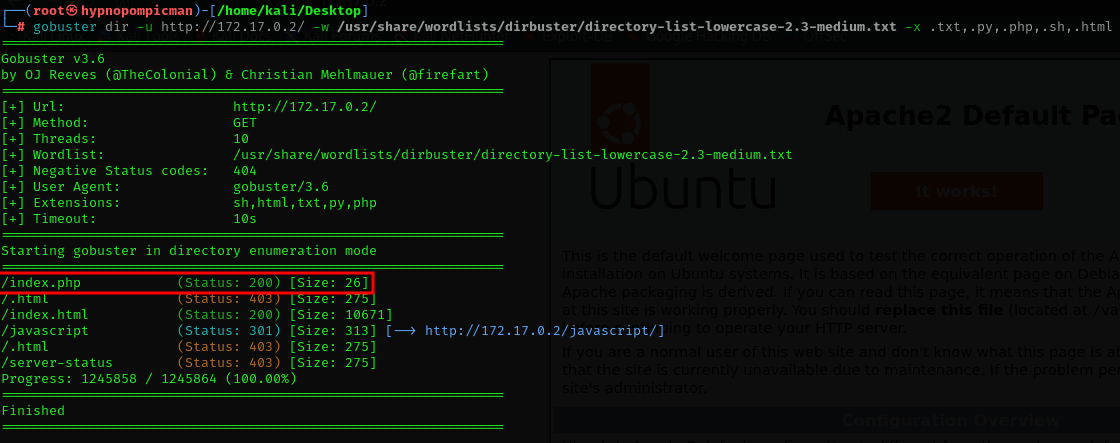 ┌──(root㉿hypnopompicman)-[/home/kali/Desktop]
└─# gobuster dir -u http://172.17.0.2/ -w /usr/share/wordlists/dirbuster/directory-list-lowercase-2.3-medium.txt -x .txt,.py,.php,.sh,.html
===============================================================
Gobuster v3.6
by OJ Reeves (@TheColonial) & Christian Mehlmauer (@firefart)
===============================================================
[+] Url:                     http://172.17.0.2/
[+] Method:                  GET
[+] Threads:                 10
[+] Wordlist:                /usr/share/wordlists/dirbuster/directory-list-lowercase-2.3-medium.txt
[+] Negative Status codes:   404
[+] User Agent:              gobuster/3.6
[+] Extensions:              sh,html,txt,py,php
[+] Timeout:                 10s
===============================================================
Starting gobuster in directory enumeration mode
===============================================================
/index.php            (Status: 200) [Size: 26]
/.html                (Status: 403) [Size: 275]
/index.html           (Status: 200) [Size: 10671]
/javascript           (Status: 301) [Size: 313] [--> http://172.17.0.2/javascript/]
/.html                (Status: 403) [Size: 275]
/server-status        (Status: 403) [Size: 275]
Progress: 1245858 / 1245864 (100.00%)
===============================================================
Finished
===============================================================
Apache2 Default Pa
Ubuntu
It works!
This is the default welcome page used to test the correct operation of the A
installation on Ubuntu systems. It is based on the e page for Debia
Apache packaging is derived. If you can read this page, it means that the Ap
at this site is working properly. You should replace this file (located at /va
ing to operate your HTTP server.
If you are a normal user of this web site and don't know what this page is ab
that the site is currently unavailable due to maintenance. If the problem per
site's administrator.
Configuration Overview